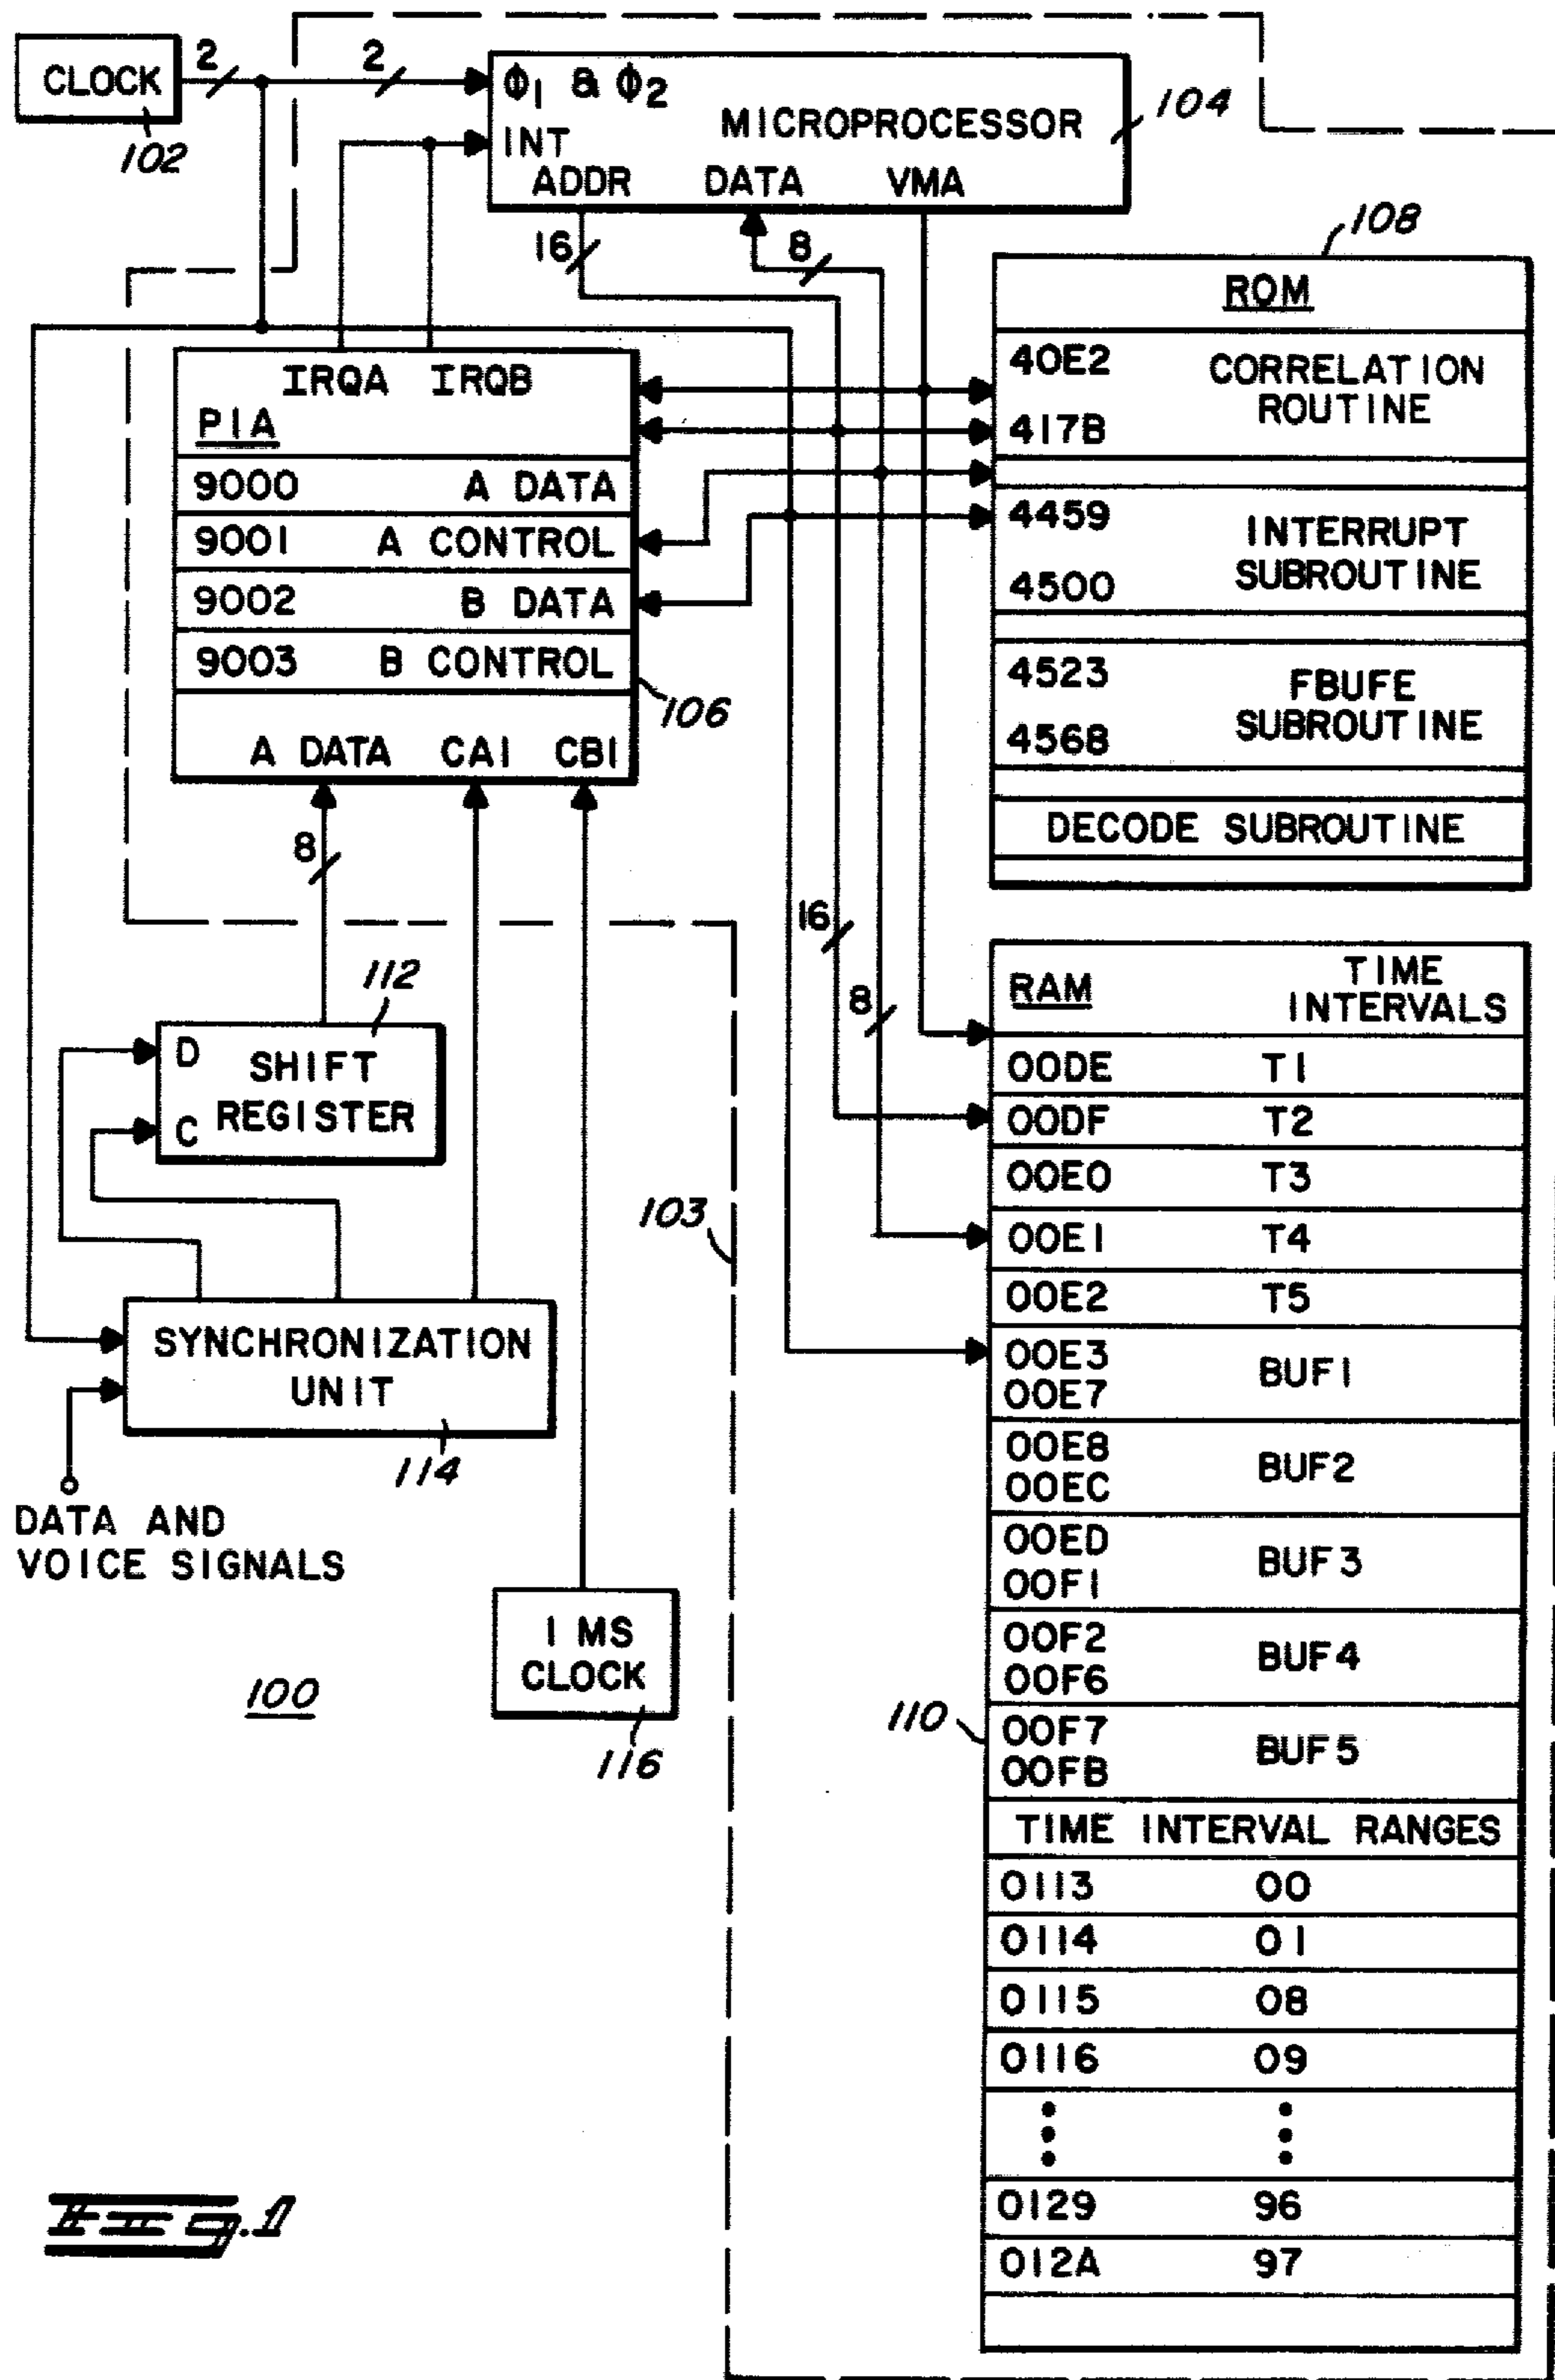 CLOCK
102
2
2
Φ1 & Φ2
INT
MICROPROCESSOR
ADDR DATA VMA
104
16
8
IRQA IRQB
PIA
9000 A DATA
9001 A CONTROL
9002 B DATA
9003 B CONTROL
A DATA CA1 CB1
106
108
ROM
40E2
CORRELATION
ROUTINE
417B
4459
INTERRUPT
SUBROUTINE
4500
4523
FBUFE
SUBROUTINE
4568
DECODE SUBROUTINE
8
16
8
112
D
SHIFT
REGISTER
C
103
SYNCHRONIZATION
UNIT
114
DATA AND
VOICE SIGNALS
1 MS
CLOCK
116
100
110
RAM
TIME
INTERVALS
00DE T1
00DF T2
00E0 T3
00E1 T4
00E2 T5
00E3
BUF1
00E7
00E8
BUF2
00EC
00ED
BUF3
00F1
00F2
BUF4
00F6
00F7
BUF5
00FB
TIME INTERVAL RANGES
0113 00
0114 01
0115 08
0116 09
0129 96
012A 97
Fig. 1